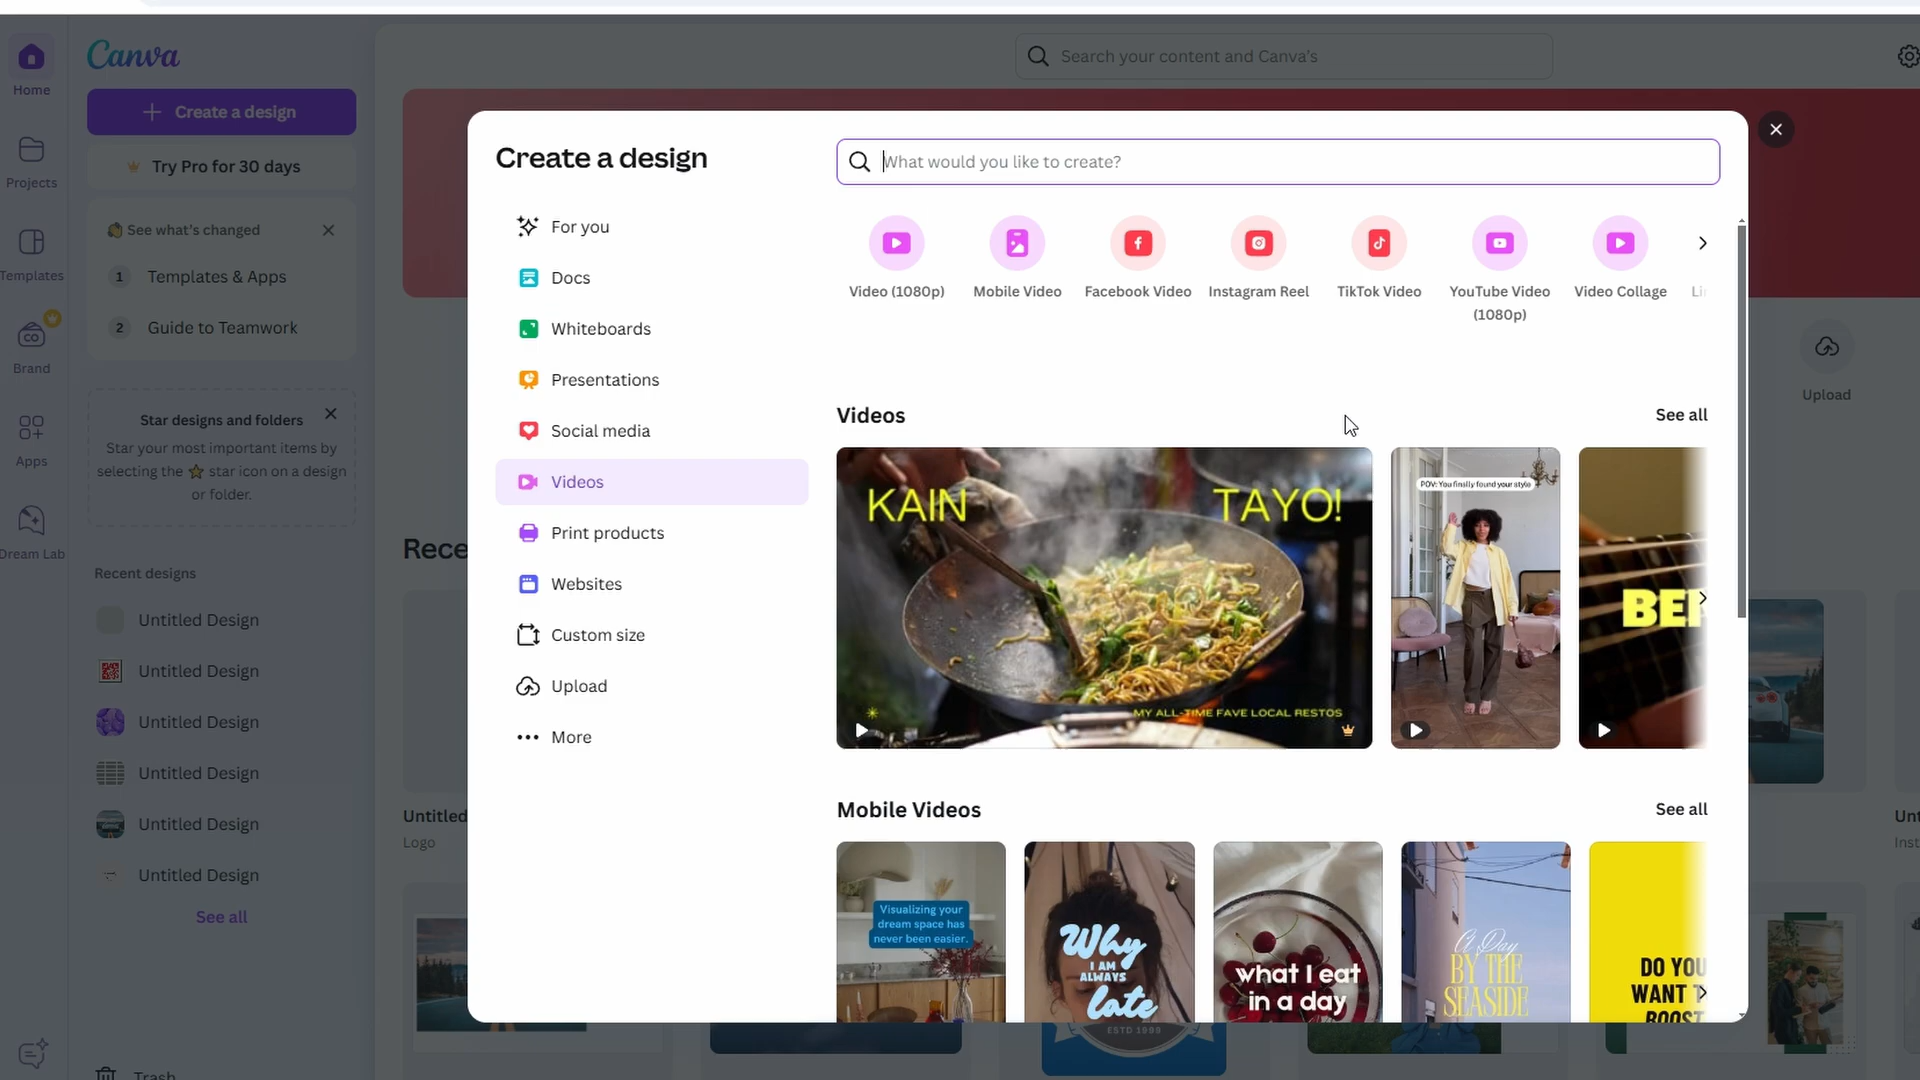 Canva
Search your content and Canva's
Home
Create a design
Try Pro for 30 days
Projects
See what's changed
1 Templates & Apps
Templates
2 Guide to Teamwork
Brand
Star designs and folders
Star your most important items by
selecting the ⭐ star icon on a design
or folder.
Apps
Dream Lab
Recent designs
Untitled Design
Untitled Design
Untitled Design
Untitled Design
Untitled Design
Untitled Design
See all
Trash
Create a design
What would you like to create?
For you
Docs
Whiteboards
Presentations
Social media
Videos
Print products
Websites
Custom size
Upload
More
Video (1080p)
Mobile Video
Facebook Video
Instagram Reel
TikTok Video
YouTube Video
(1080p)
Video Collage
Videos
See all
KAIN TAYO!
MY ALL-TIME FAVE LOCAL RESTOS
POV: You finally found your style
Mobile Videos
See all
Visualizing your
dream space has
never been easier.
Why
I AM
ALWAYS
late
what I eat
in a day
A Day
BY THE
SEASIDE
DO YOU
WANT
BOOST
Upload
Untitled
Logo
ESTD 1999